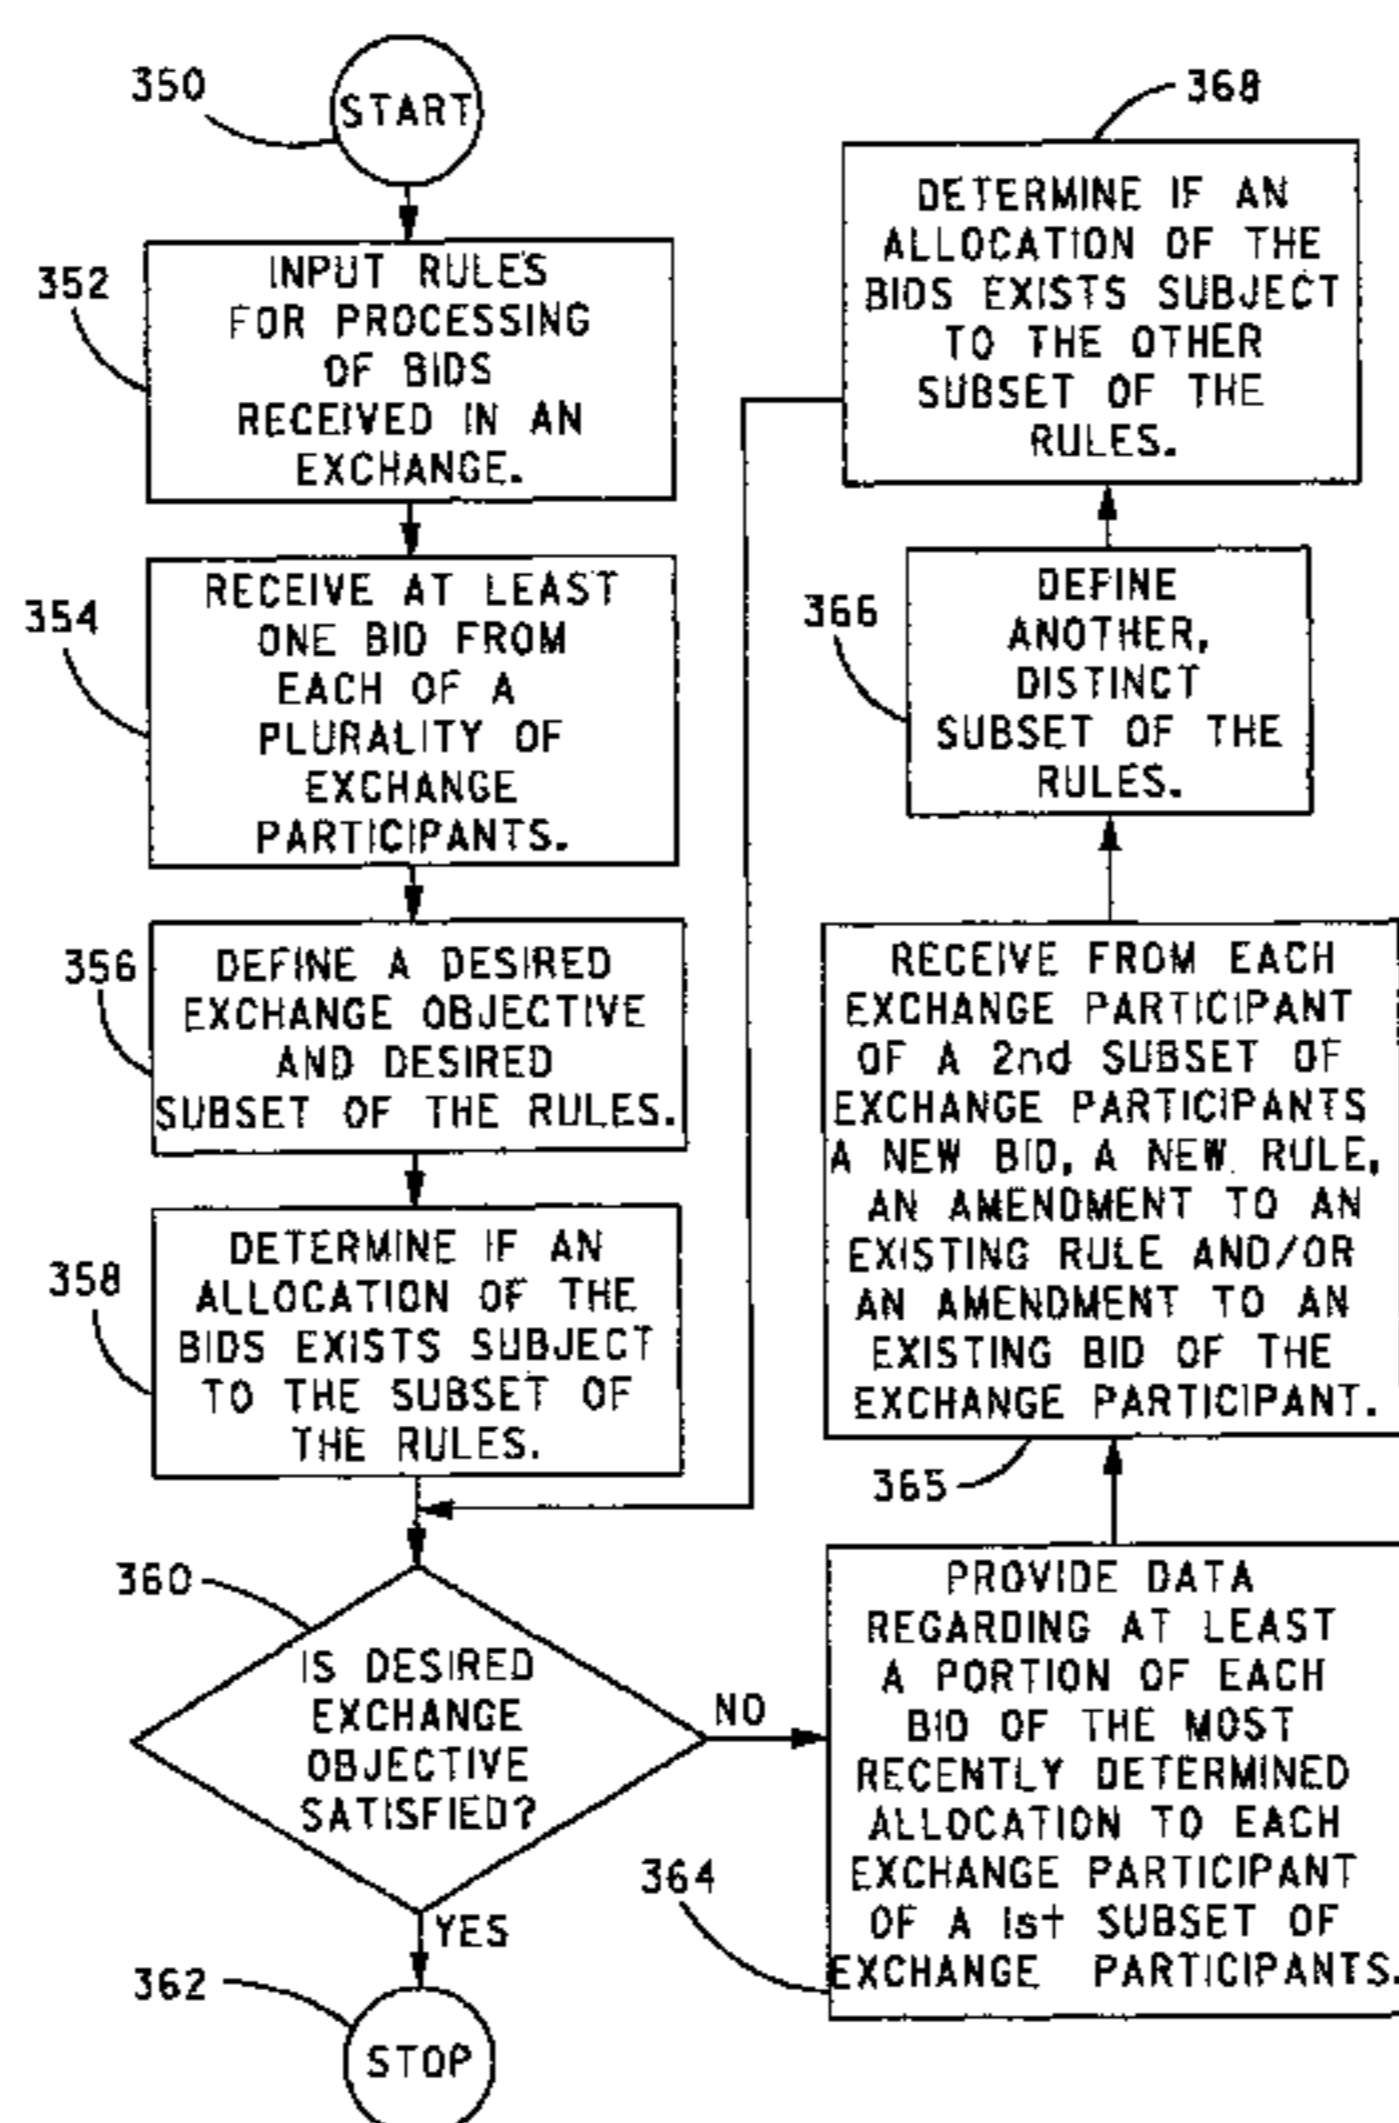 350
START
352
INPUT RULES
FOR PROCESSING
OF BIDS
RECEIVED IN AN
EXCHANGE.
354
RECEIVE AT LEAST
ONE BID FROM
EACH OF A
PLURALITY OF
EXCHANGE
PARTICIPANTS.
356
DEFINE A DESIRED
EXCHANGE OBJECTIVE
AND DESIRED
SUBSET OF THE RULES.
358
DETERMINE IF AN
ALLOCATION OF THE
BIDS EXISTS SUBJECT
TO THE SUBSET OF
THE RULES.
360
IS DESIRED
EXCHANGE
OBJECTIVE
SATISFIED?
NO
YES
362
STOP
364
PROVIDE DATA
REGARDING AT LEAST
A PORTION OF EACH
BID OF THE MOST
RECENTLY DETERMINED
ALLOCATION TO EACH
EXCHANGE PARTICIPANT
OF A 1st SUBSET OF
EXCHANGE PARTICIPANTS.
365
RECEIVE FROM EACH
EXCHANGE PARTICIPANT
OF A 2nd SUBSET OF
EXCHANGE PARTICIPANTS
A NEW BID, A NEW RULE,
AN AMENDMENT TO AN
EXISTING RULE AND/OR
AN AMENDMENT TO AN
EXISTING BID OF THE
EXCHANGE PARTICIPANT.
366
DEFINE
ANOTHER,
DISTINCT
SUBSET OF THE
RULES.
368
DETERMINE IF AN
ALLOCATION OF THE
BIDS EXISTS SUBJECT
TO THE OTHER
SUBSET OF THE
RULES.